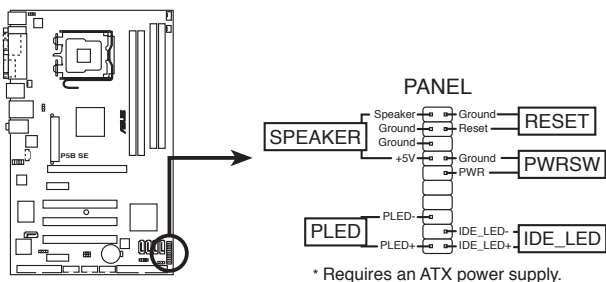 PANEL
SPEAKER
Speaker
Ground
Ground
+5V
Ground
Reset
RESET
Ground
PWR
PWRSW
PLED
PLED-
PLED+
IDE_LED-
IDE_LED+
IDE_LED
* Requires an ATX power supply.
ASUS
P5B SE